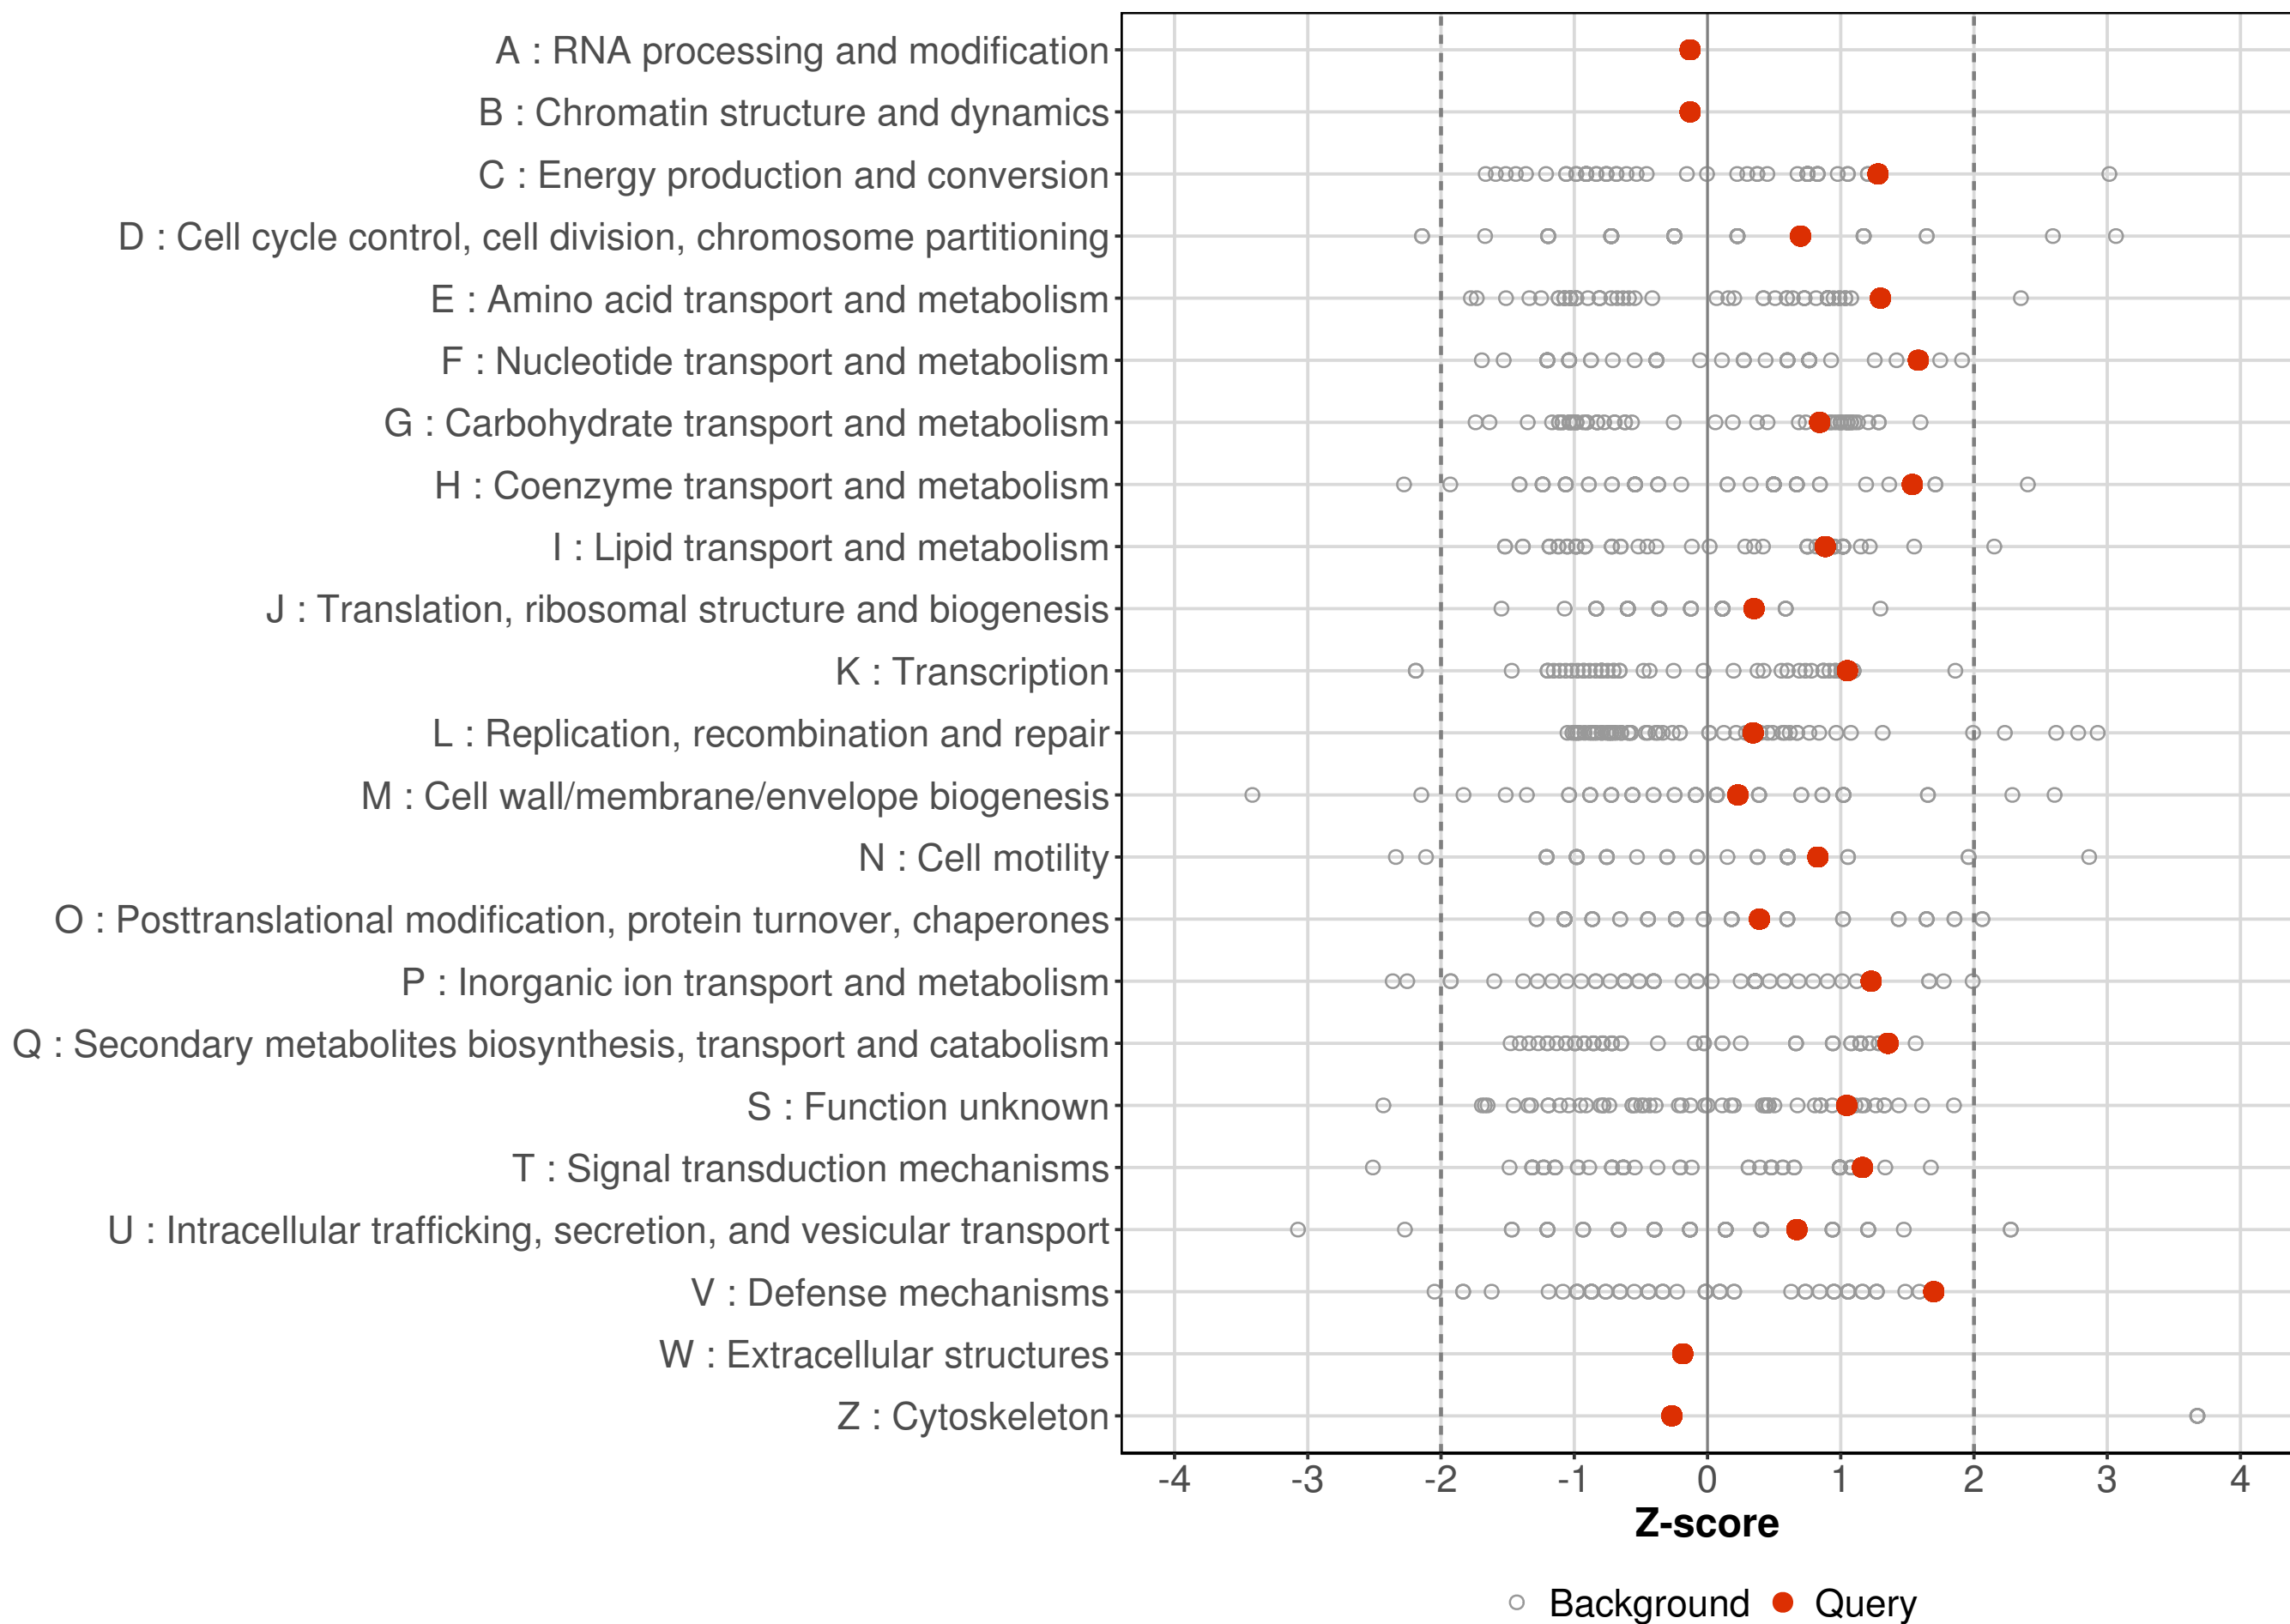 A : RNA processing and modification
B : Chromatin structure and dynamics
C : Energy production and conversion
D : Cell cycle control, cell division, chromosome partitioning
E : Amino acid transport and metabolism
F : Nucleotide transport and metabolism
G : Carbohydrate transport and metabolism
H : Coenzyme transport and metabolism
I : Lipid transport and metabolism
J : Translation, ribosomal structure and biogenesis
K : Transcription
L : Replication, recombination and repair
M : Cell wall/membrane/envelope biogenesis
N : Cell motility
O : Posttranslational modification, protein turnover, chaperones
P : Inorganic ion transport and metabolism
Q : Secondary metabolites biosynthesis, transport and catabolism
S : Function unknown
T : Signal transduction mechanisms
U : Intracellular trafficking, secretion, and vesicular transport
V : Defense mechanisms
W : Extracellular structures
Z : Cytoskeleton
-4 -3 -2 -1 0 1 2 3 4
Z-score
Background Query